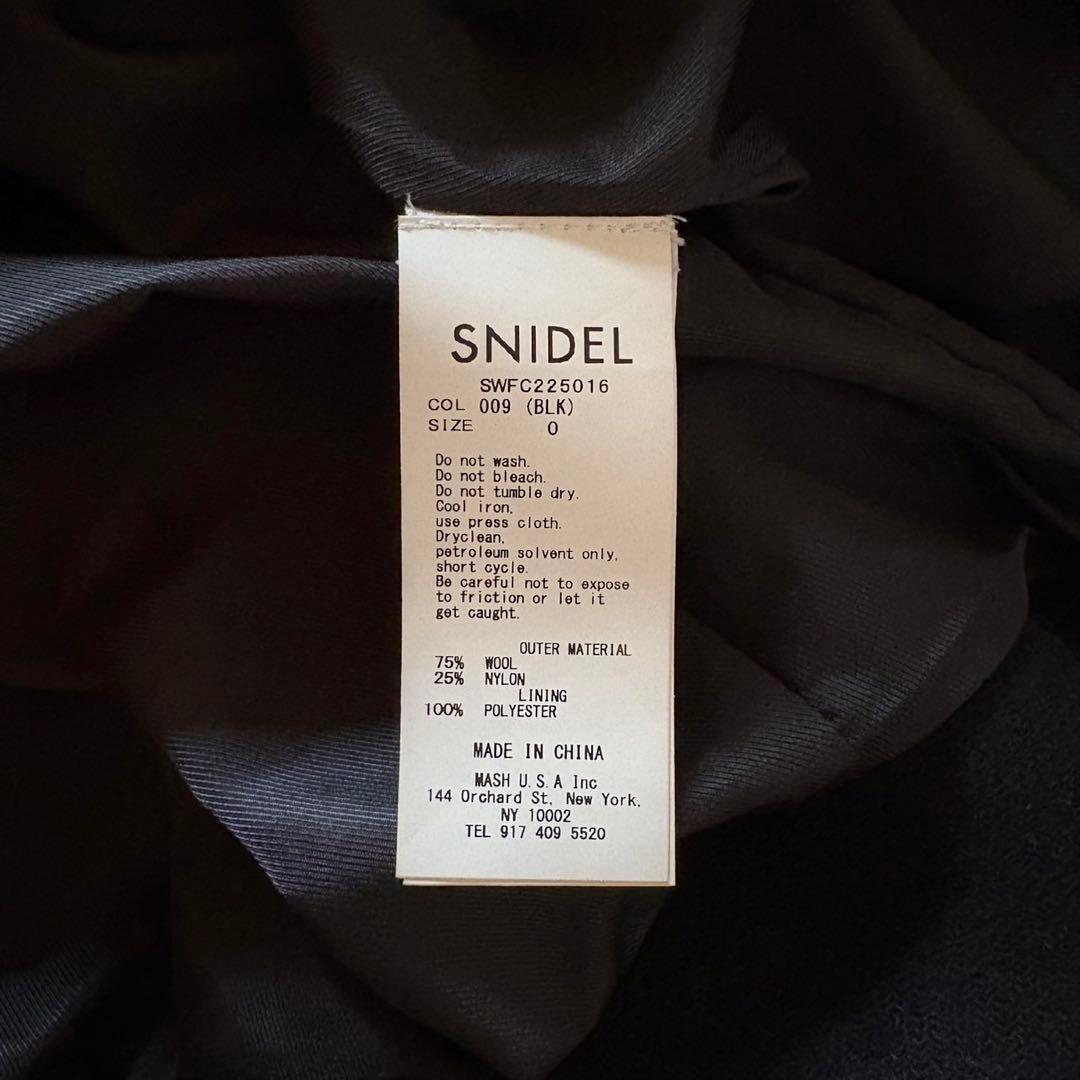 SNIDEL
SWFC225016
COL 009 (BLK)
SIZE 0
Do not wash.
Do not bleach.
Do not tumble dry.
Cool iron,
use press cloth.
Dryclean,
petroleum solvent only,
short cycle.
Be careful not to expose
to friction or let it
get caught.
OUTER MATERIAL
75% WOOL
25% NYLON
LINING
100% POLYESTER
MADE IN CHINA
MASH U.S.A Inc
144 Orchard St, New York,
NY 10002
TEL 917 409 5520